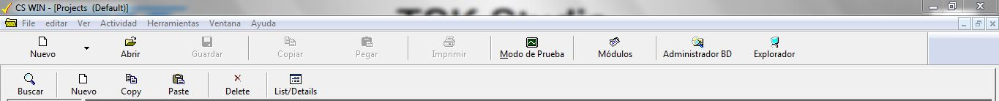 CS WIN - [Projects (Default)]
File editar Ver Actividad Herramientas Ventana Ayuda
Nuevo Abrir Guardar Copiar Pegar Imprimir Modo de Prueba Módulos Administrador BD Explorador
Buscar Nuevo Copy Paste Delete List/Details